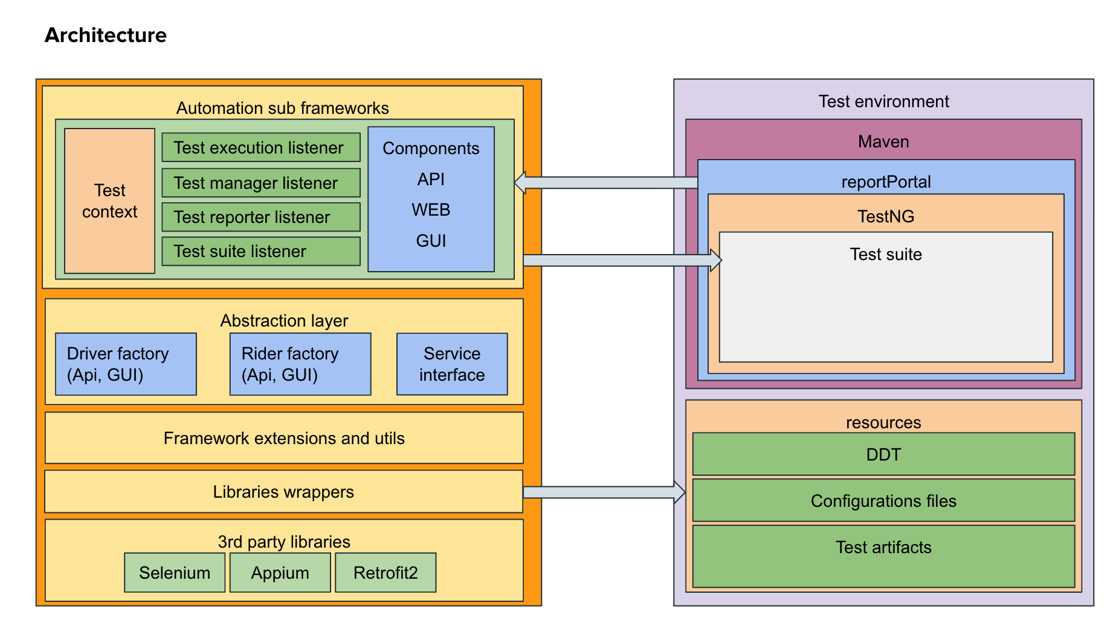 Architecture
Automation sub frameworks
Test
context
Test execution listener
Test manager listener
Test reporter listener
Test suite listener
Components
API
WEB
GUI
Abstraction layer
Driver factory
(Api, GUI)
Rider factory
(Api, GUI)
Service
interface
Framework extensions and utils
Libraries wrappers
3rd party libraries
Selenium
Appium
Retrofit2
Test environment
Maven
reportPortal
TestNG
Test suite
resources
DDT
Configurations files
Test artifacts